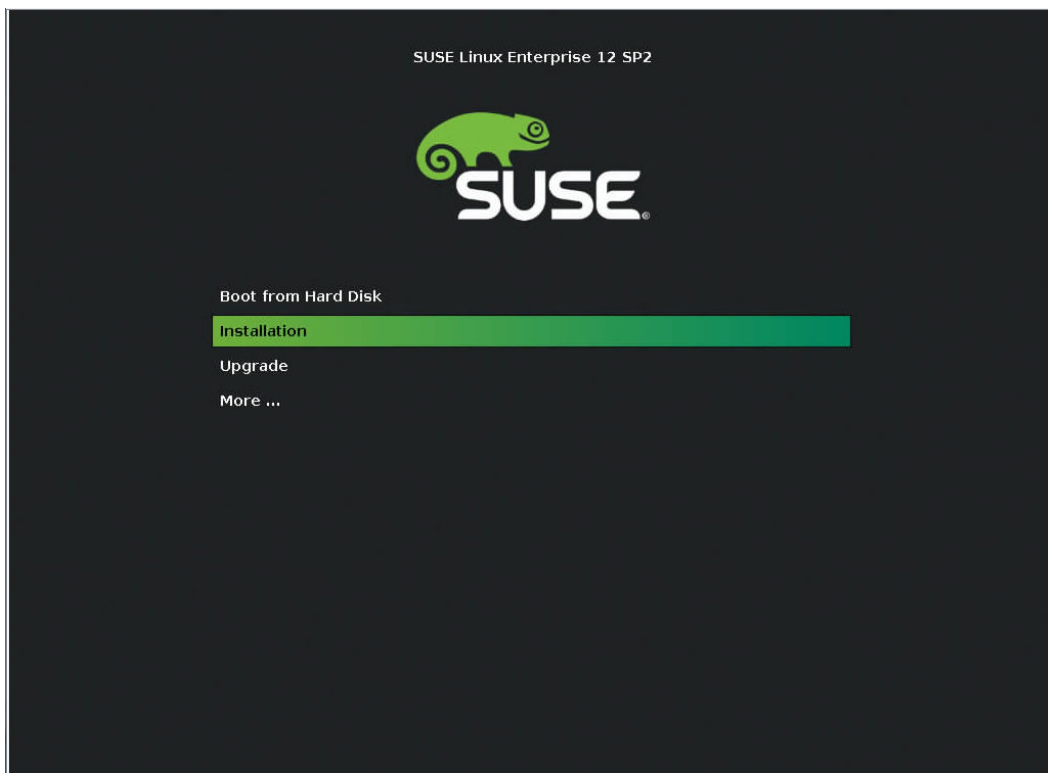 SUSE Linux Enterprise 12 SP2
SUSE®
Boot from Hard Disk
Installation
Upgrade
More ...